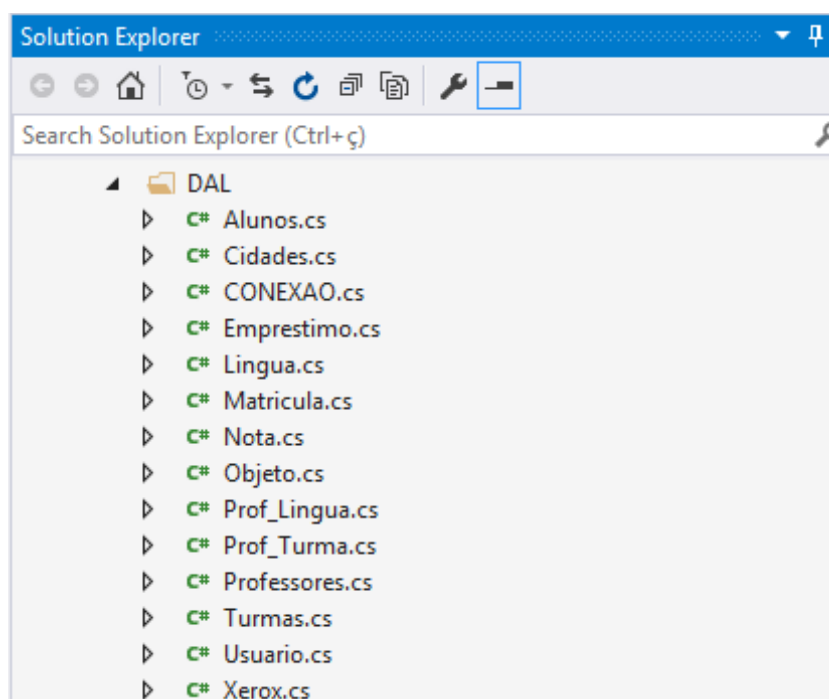 Solution Explorer
Search Solution Explorer (Ctrl+ç)
DAL
C# Alunos.cs
C# Cidades.cs
C# CONEXAO.cs
C# Emprestimo.cs
C# Lingua.cs
C# Matricula.cs
C# Nota.cs
C# Objeto.cs
C# Prof_Lingua.cs
C# Prof_Turma.cs
C# Professores.cs
C# Turmas.cs
C# Usuario.cs
C# Xerox.cs